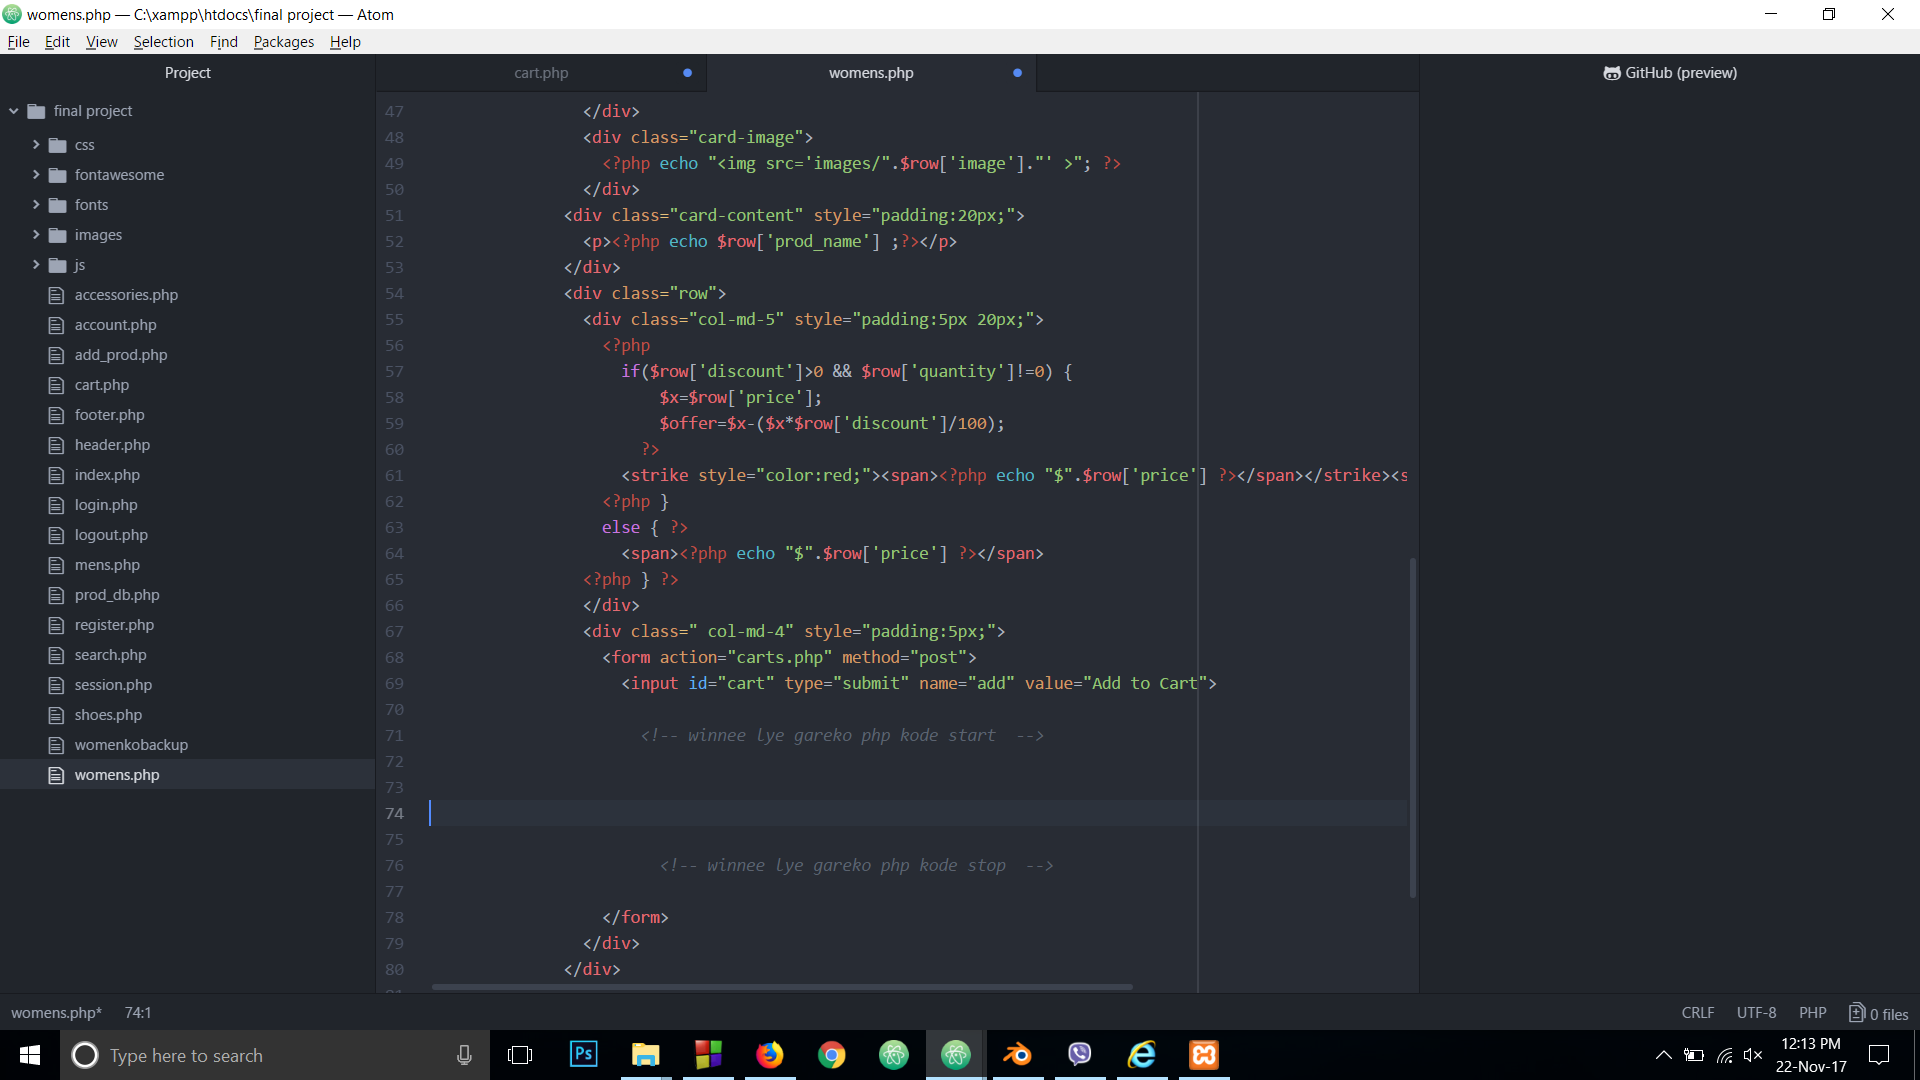 womens.php — C:\xampp\htdocs\final project — Atom
File Edit View Selection Find Packages Help
Project
cart.php
womens.php
GitHub (preview)
final project
css
fontawesome
fonts
images
js
accessories.php
account.php
add_prod.php
cart.php
footer.php
header.php
index.php
login.php
logout.php
mens.php
prod_db.php
register.php
search.php
session.php
shoes.php
womenkobackup
womens.php
47 </div>
48 <div class="card-image">
49 <?php echo "<img src='images/".$row['image']."' >"; ?>
50 </div>
51 <div class="card-content" style="padding:20px;">
52 <p><?php echo $row['prod_name'] ;?></p>
53 </div>
54 <div class="row">
55 <div class="col-md-5" style="padding:5px 20px;">
56 <?php
57 if($row['discount']>0 && $row['quantity']!=0) {
58 $x=$row['price'];
59 $offer=$x-($x*$row['discount']/100);
60 ?>
61 <strike style="color:red;"><span><?php echo "$".$row['price'] ?></span></strike><s
62 <?php }
63 else { ?>
64 <span><?php echo "$".$row['price'] ?></span>
65 <?php } ?>
66 </div>
67 <div class=" col-md-4" style="padding:5px;">
68 <form action="carts.php" method="post">
69 <input id="cart" type="submit" name="add" value="Add to Cart">
70
71 <!-- winnee lye gareko php kode start -->
72
73
74
75
76 <!-- winnee lye gareko php kode stop -->
77
78 </form>
79 </div>
80 </div>
womens.php* 74:1
CRLF UTF-8 PHP 0 files
Type here to search
Ps
12:13 PM
22-Nov-17